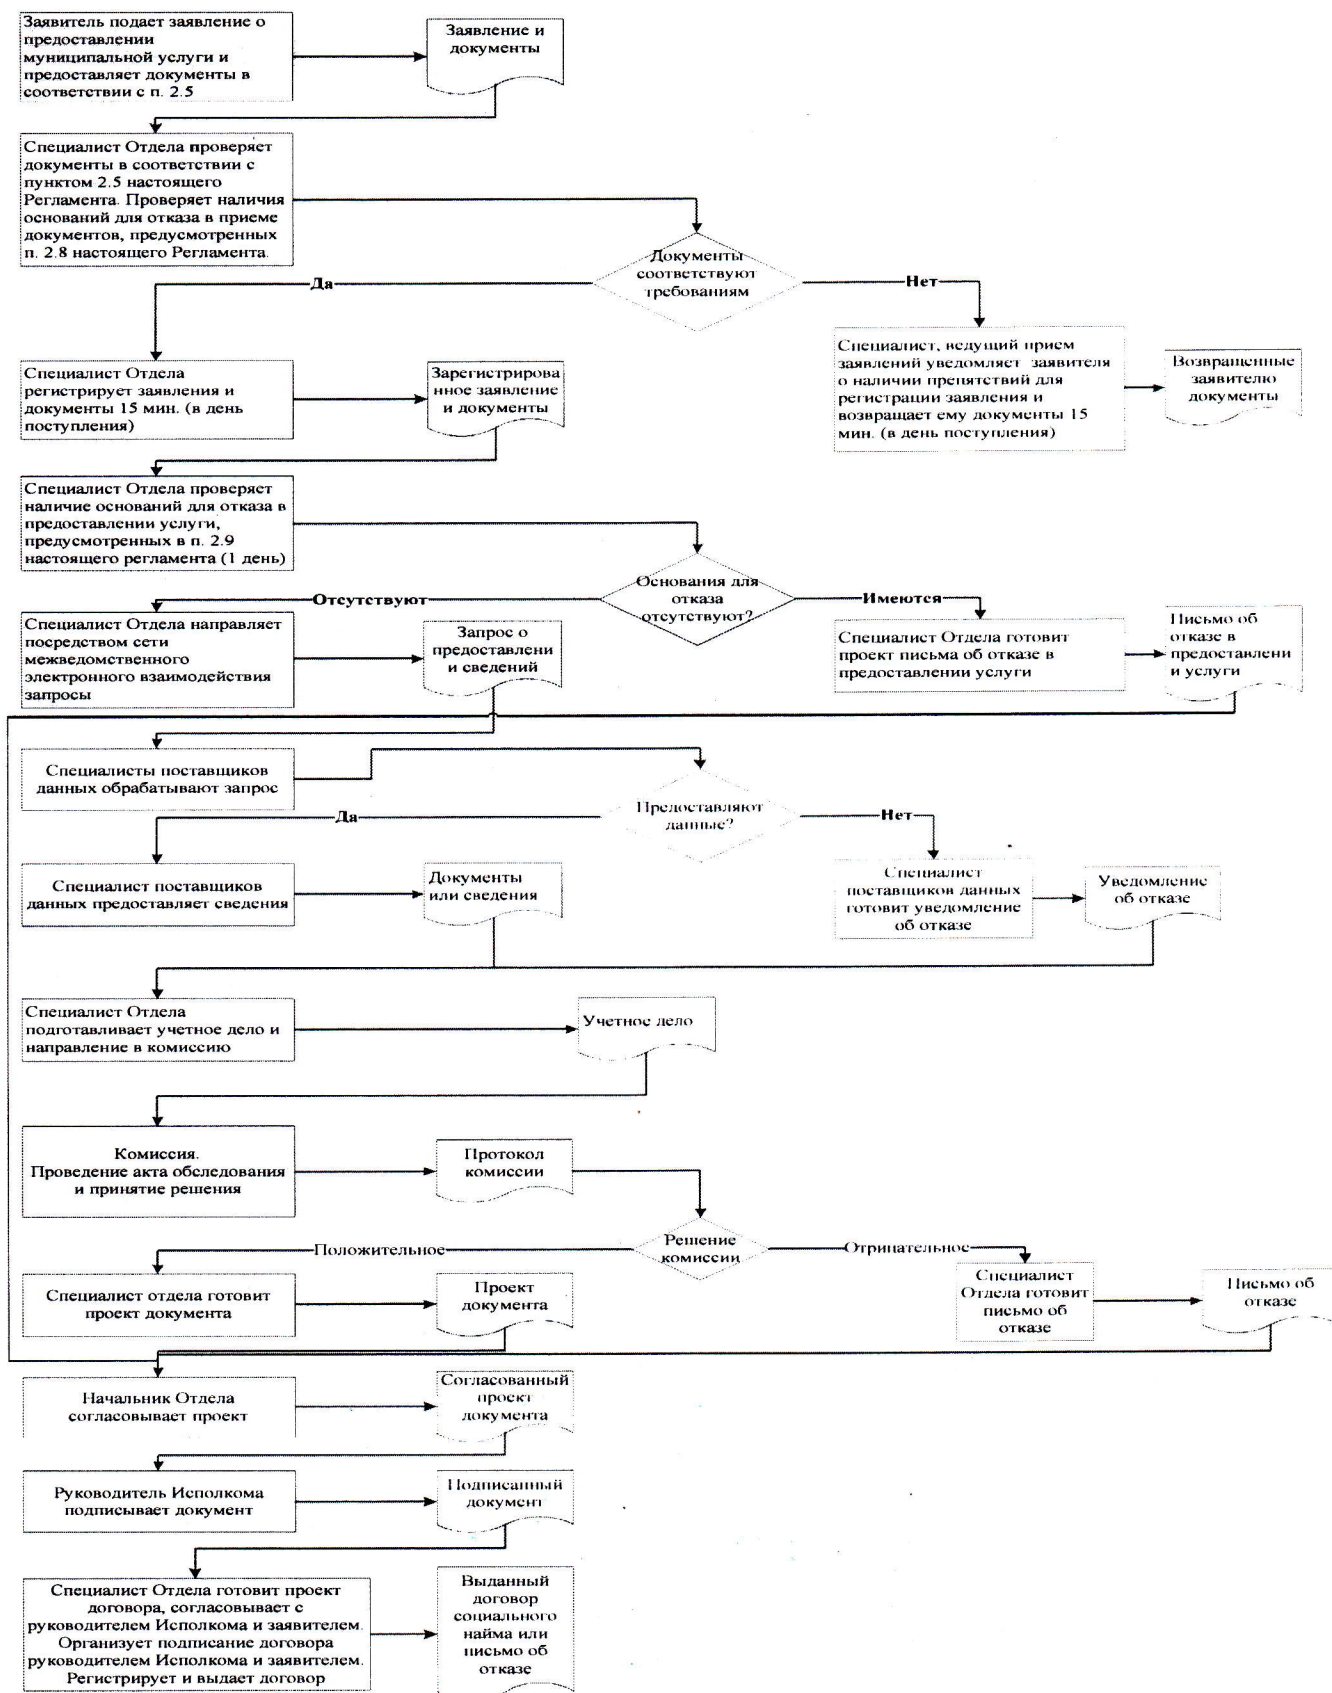 Заявитель подает заявление о
предоставлении
муниципальной услуги и
предоставляет документы в
соответствии с п. 2.5
Заявление и
документы
Специалист Отдела проверяет
документы в соответствии с
пунктом 2.5 настоящего
Регламента. Проверяет наличия
оснований для отказа в приеме
документов, предусмотренных
п. 2.8 настоящего Регламента.
Документы
соответствуют
требованиям
Да
Нет
Специалист Отдела
регистрирует заявления и
документы 15 мин. (в день
поступления)
Зарегистрирова
нное заявление
и документы
Специалист, ведущий прием
заявлений уведомляет заявителя
о наличии препятствий для
регистрации заявления и
возвращает ему документы 15
мин. (в день поступления)
Возвращенные
заявителю
документы
Специалист Отдела проверяет
наличие оснований для отказа в
предоставлении услуги,
предусмотренных в п. 2.9
настоящего регламента (1 день)
Основания для
отказа
отсутствуют?
Отсутствуют
Имеются
Специалист Отдела направляет
посредством сети
межведомственного
электронного взаимодействия
запросы
Запрос о
предоставлени
и сведений
Специалист Отдела готовит
проект письма об отказе в
предоставлении услуги
Письмо об
отказе в
предоставлени
и услуги
Специалисты поставщиков
данных обрабатывают запрос
Предоставляют
данные?
Да
Нет
Специалист поставщиков
данных предоставляет сведения
Документы
или сведения
Специалист
поставщиков данных
готовит уведомление
об отказе
Уведомление
об отказе
Специалист Отдела
подготавливает учетное дело и
направление в комиссию
Учетное дело
Комиссия.
Проведение акта обследования
и принятие решения
Протокол
комиссии
Решение
комиссии
Положительное
Отрицательное
Специалист отдела готовит
проект документа
Проект
документа
Специалист
Отдела готовит
письмо об
отказе
Письмо об
отказе
Начальник Отдела
согласовывает проект
Согласованный
проект
документа
Руководитель Исполкома
подписывает документ
Подписанный
документ
Специалист Отдела готовит проект
договора, согласовывает с
руководителем Исполкома и заявителем.
Организует подписание договора
руководителем Исполкома и заявителем.
Регистрирует и выдает договор
Выданный
договор
социального
найма или
письмо об
отказе